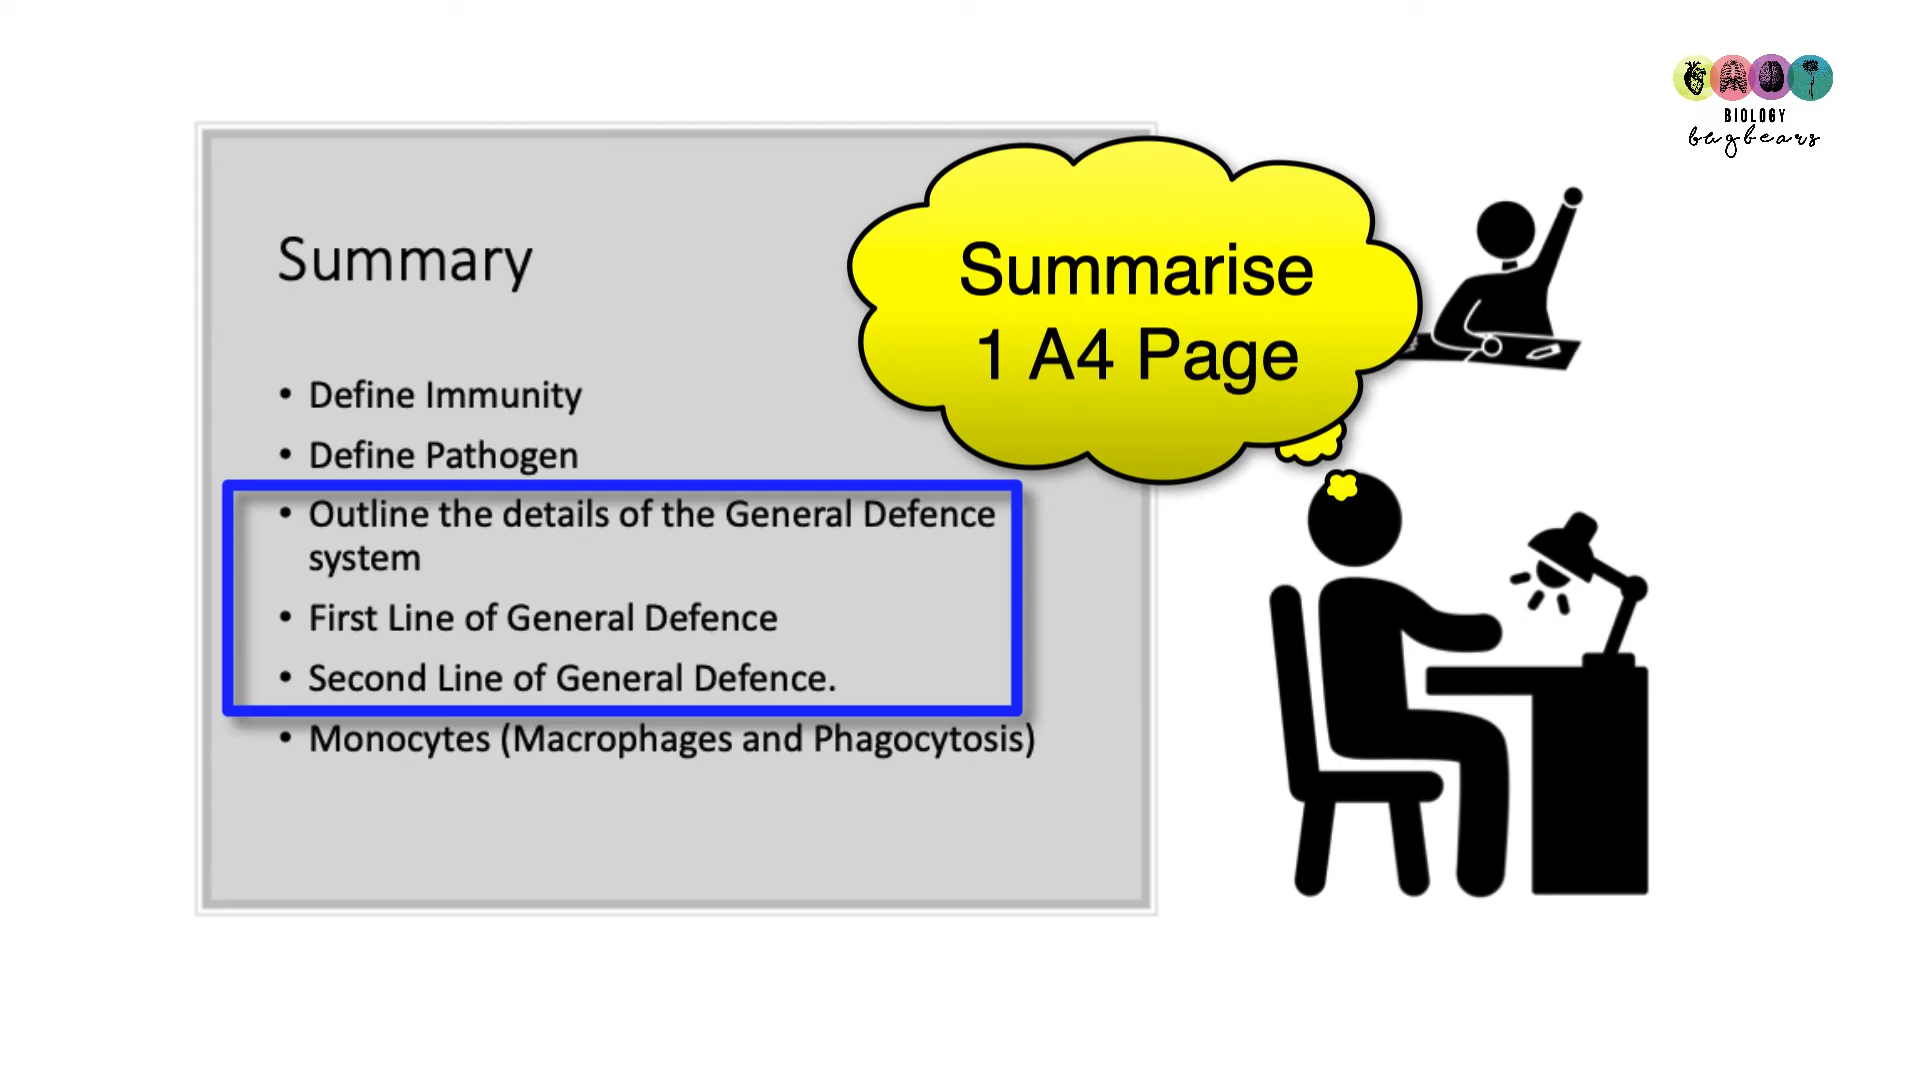 BIOLOGY
bugbears
Summary
Summarise
1 A4 Page
• Define Immunity
• Define Pathogen
• Outline the details of the General Defence
system
• First Line of General Defence
• Second Line of General Defence.
• Monocytes (Macrophages and Phagocytosis)